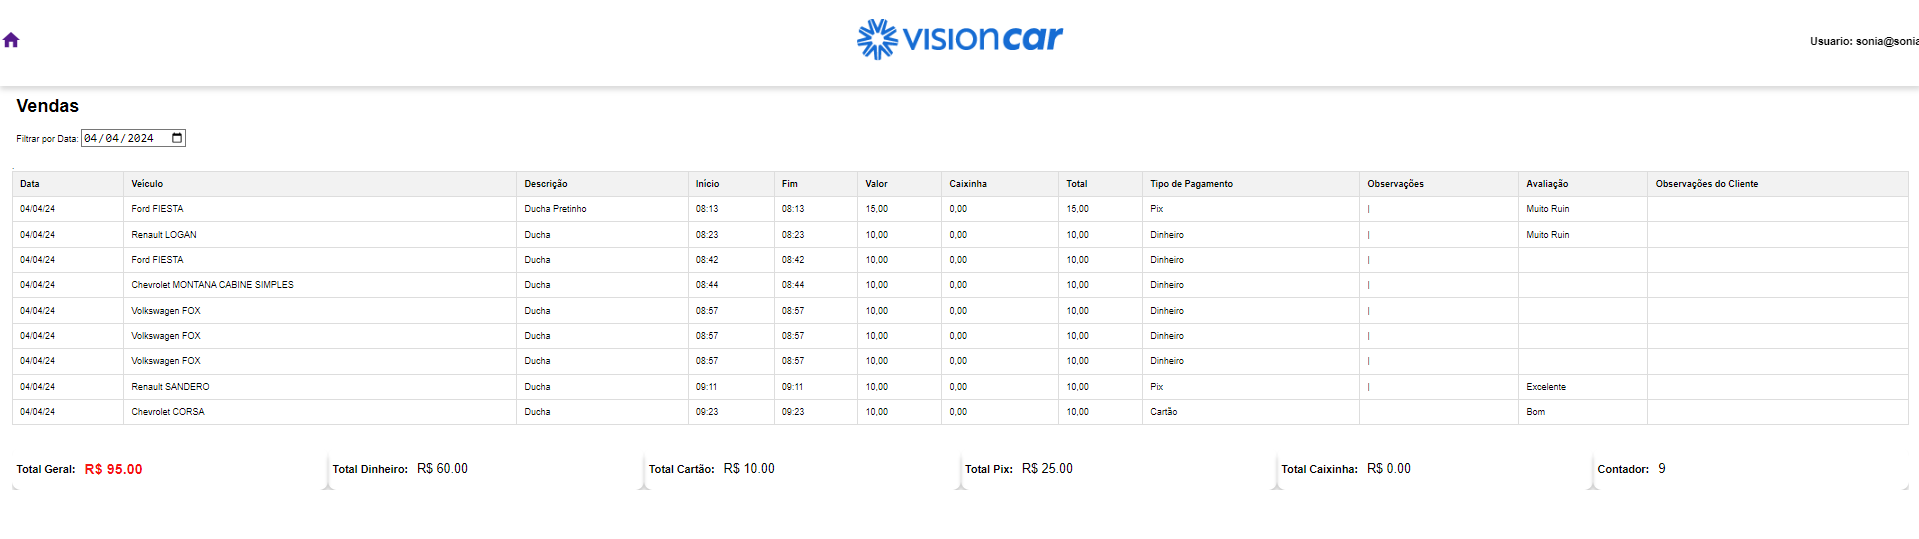 visioncar
Usuario: sonia@sonia
Vendas
Filtrar por Data: 04/04/2024
Data Veículo Descrição Início Fim Valor Caixinha Total Tipo de Pagamento Observações Avaliação Observações do Cliente
04/04/24 Ford FIESTA Ducha Pretinho 08:13 08:13 15,00 0,00 15,00 Pix | Muito Ruin
04/04/24 Renault LOGAN Ducha 08:23 08:23 10,00 0,00 10,00 Dinheiro | Muito Ruin
04/04/24 Ford FIESTA Ducha 08:42 08:42 10,00 0,00 10,00 Dinheiro |
04/04/24 Chevrolet MONTANA CABINE SIMPLES Ducha 08:44 08:44 10,00 0,00 10,00 Dinheiro |
04/04/24 Volkswagen FOX Ducha 08:57 08:57 10,00 0,00 10,00 Dinheiro |
04/04/24 Volkswagen FOX Ducha 08:57 08:57 10,00 0,00 10,00 Dinheiro |
04/04/24 Volkswagen FOX Ducha 08:57 08:57 10,00 0,00 10,00 Dinheiro |
04/04/24 Renault SANDERO Ducha 09:11 09:11 10,00 0,00 10,00 Pix | Excelente
04/04/24 Chevrolet CORSA Ducha 09:23 09:23 10,00 0,00 10,00 Cartão Bom
Total Geral: R$ 95.00 Total Dinheiro: R$ 60.00 Total Cartão: R$ 10.00 Total Pix: R$ 25.00 Total Caixinha: R$ 0.00 Contador: 9